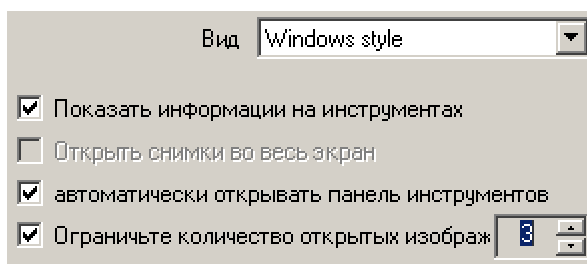 Вид Windows style
Показать информации на инструментах
Открыть снимки во весь экран
автоматически открывать панель инструментов
Ограничьте количество открытых изображ 3